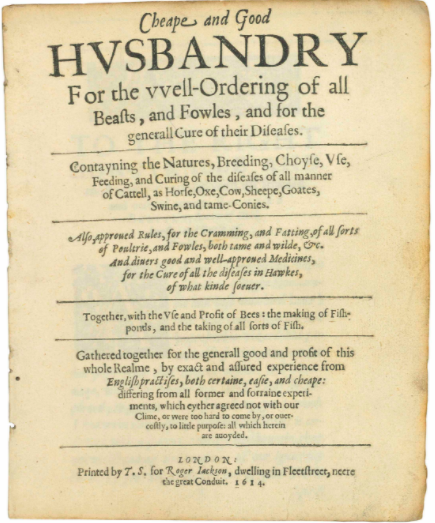 Cheape and Good
HVSBANDRY
For the vvell-Ordering of all
Beaſts, and Fowles, and for the
generall Cure of their Diſeaſes.
Contayning the Natures, Breeding, Choyſe, Vſe,
Feeding, and Curing of the diſeaſes of all manner
of Cattell, as Horſe, Oxe, Cow, Sheepe, Goates,
Swine, and tame-Conies.
Alſo, approued Rules, for the Cramming, and Fatting, of all ſorts
of Poultrie, and Fowles, both tame and wilde, &c.
And diuers good and well-approued Medicines,
for the Cure of all the diſeaſes in Hawkes,
of what kinde ſoeuer.
Together, with the Vſe and Profit of Bees: the making of Fiſh-
ponds, and the taking of all ſorts of Fiſh.
Gathered together for the generall good and profit of this
whole Realme, by exact and aſſured experience from
Engliſh practiſes, both certaine, eaſie, and cheape:
differing from all former and forraine experi-
ments, which eyther agreed not with our
Clime, or were too hard to come by, or ouer-
coſtly, to little purpoſe: all which herein
are auoyded.
LONDON:
Printed by T. S. for Roger Iackſon, dwelling in Fleetſtreet, neere
the great Conduit. 1614.